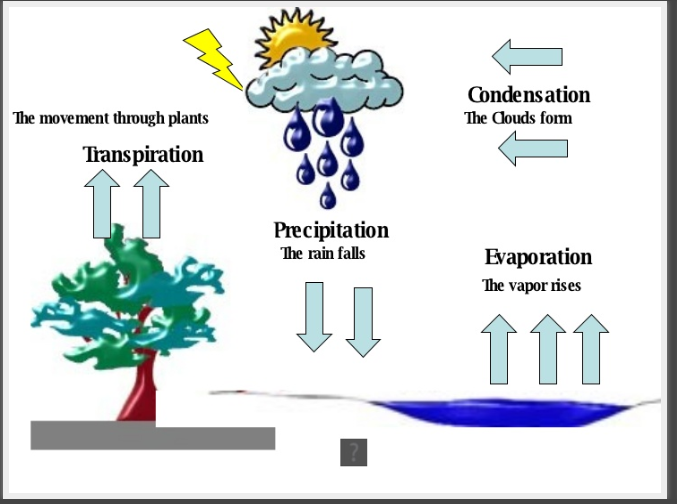 Condensation
The Clouds form
The movement through plants
Transpiration
Precipitation
The rain falls
Evaporation
The vapor rises
?